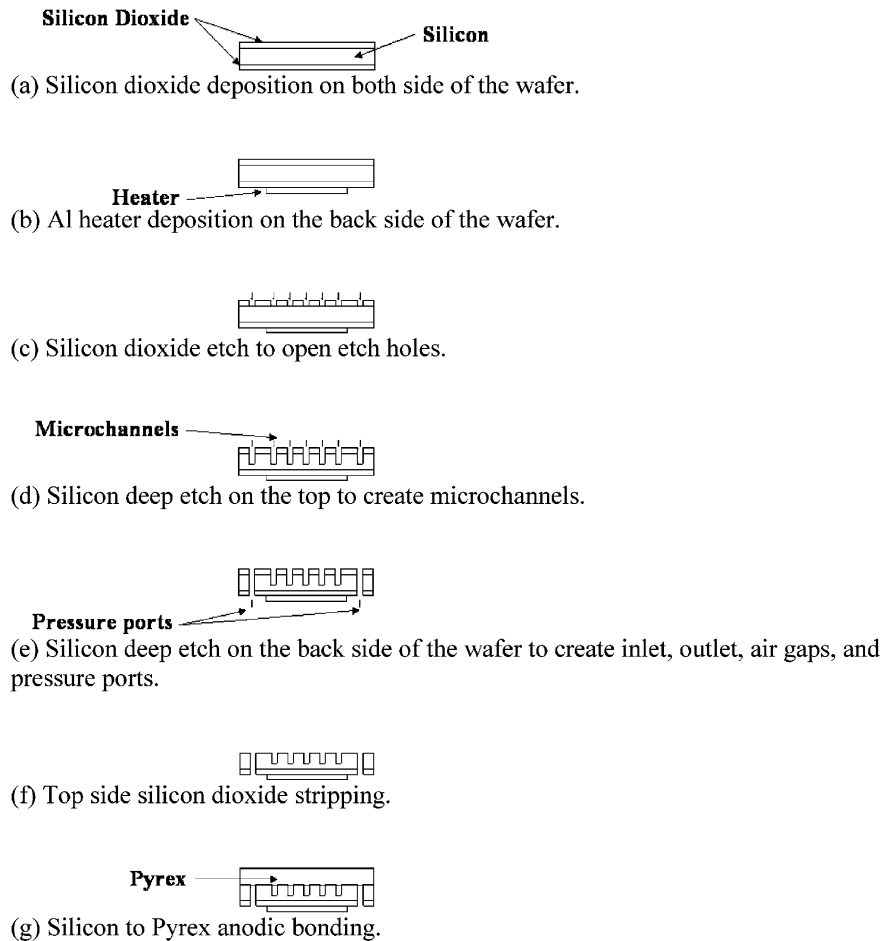 Silicon Dioxide
Silicon
(a) Silicon dioxide deposition on both side of the wafer.
Heater
(b) Al heater deposition on the back side of the wafer.
(c) Silicon dioxide etch to open etch holes.
Microchannels
(d) Silicon deep etch on the top to create microchannels.
Pressure ports
(e) Silicon deep etch on the back side of the wafer to create inlet, outlet, air gaps, and
pressure ports.
(f) Top side silicon dioxide stripping.
Pyrex
(g) Silicon to Pyrex anodic bonding.